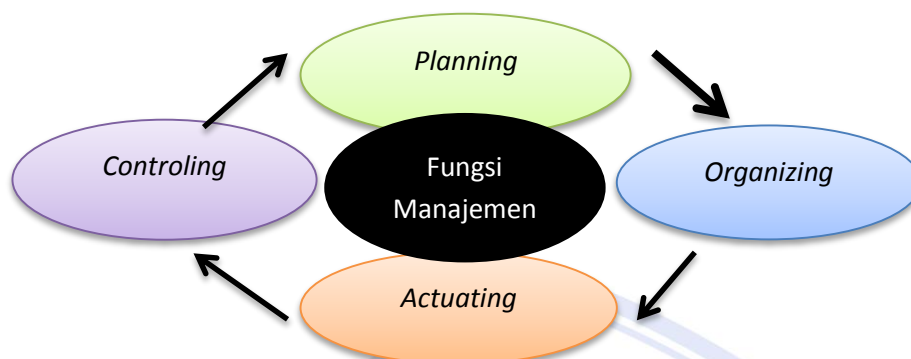 Planning
Controling
Fungsi
Manajemen
Organizing
Actuating